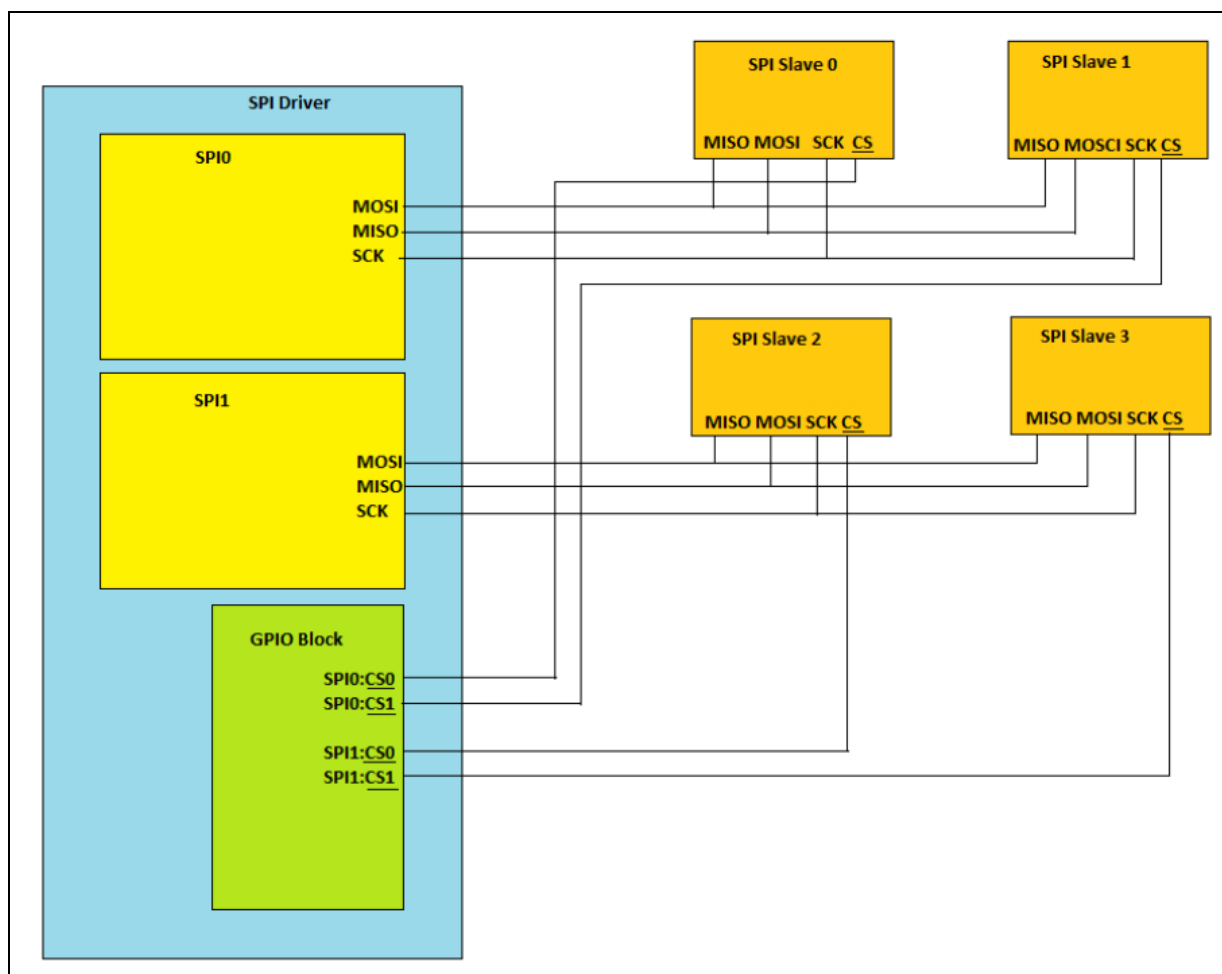 SPI Driver
SPI0
MOSI
MISO
SCK
SPI1
MOSI
MISO
SCK
GPIO Block
SPI0:CS0
SPI0:CS1
SPI1:CS0
SPI1:CS1
SPI Slave 0
MISO MOSI SCK CS
SPI Slave 1
MISO MOSCI SCK CS
SPI Slave 2
MISO MOSI SCK CS
SPI Slave 3
MISO MOSI SCK CS